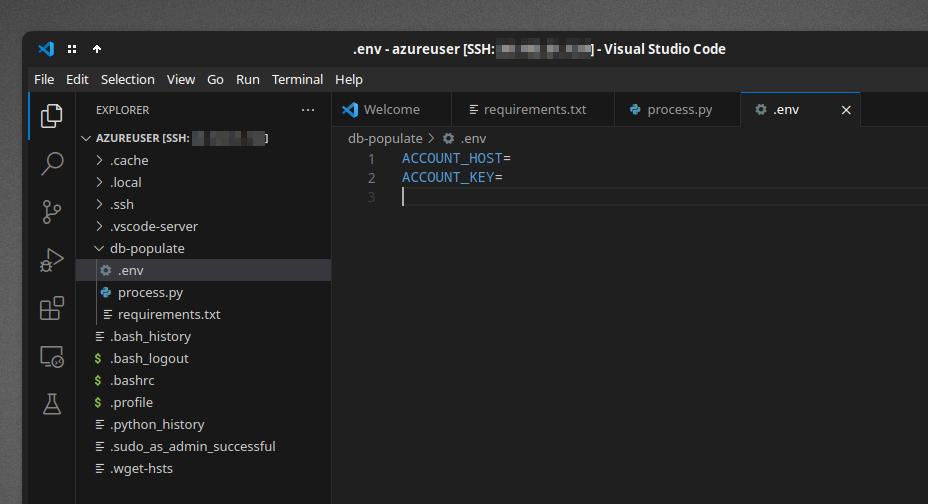 .env - azureuser [SSH: ] - Visual Studio Code
File Edit Selection View Go Run Terminal Help
EXPLORER
AZUREUSER [SSH: ]
.cache
.local
.ssh
.vscode-server
db-populate
.env
process.py
requirements.txt
.bash_history
.bash_logout
.bashrc
.profile
.python_history
.sudo_as_admin_successful
.wget-hsts
Welcome
requirements.txt
process.py
.env
db-populate > .env
1 ACCOUNT_HOST=
2 ACCOUNT_KEY=
3